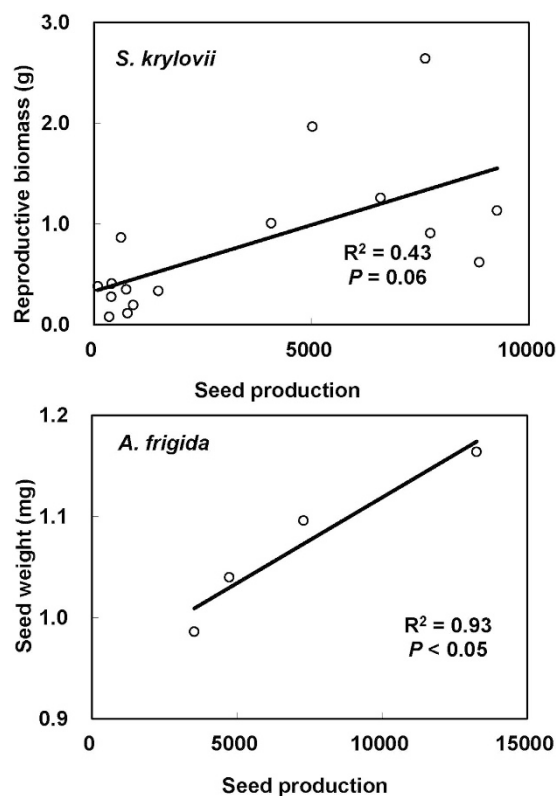 3.0
S. krylovii
2.0
Reproductive biomass (g)
1.0
R² = 0.43
P = 0.06
0.0
0 5000 10000
Seed production
1.2
A. frigida
1.1
Seed weight (mg)
1.0
R² = 0.93
P < 0.05
0.9
0 5000 10000 15000
Seed production